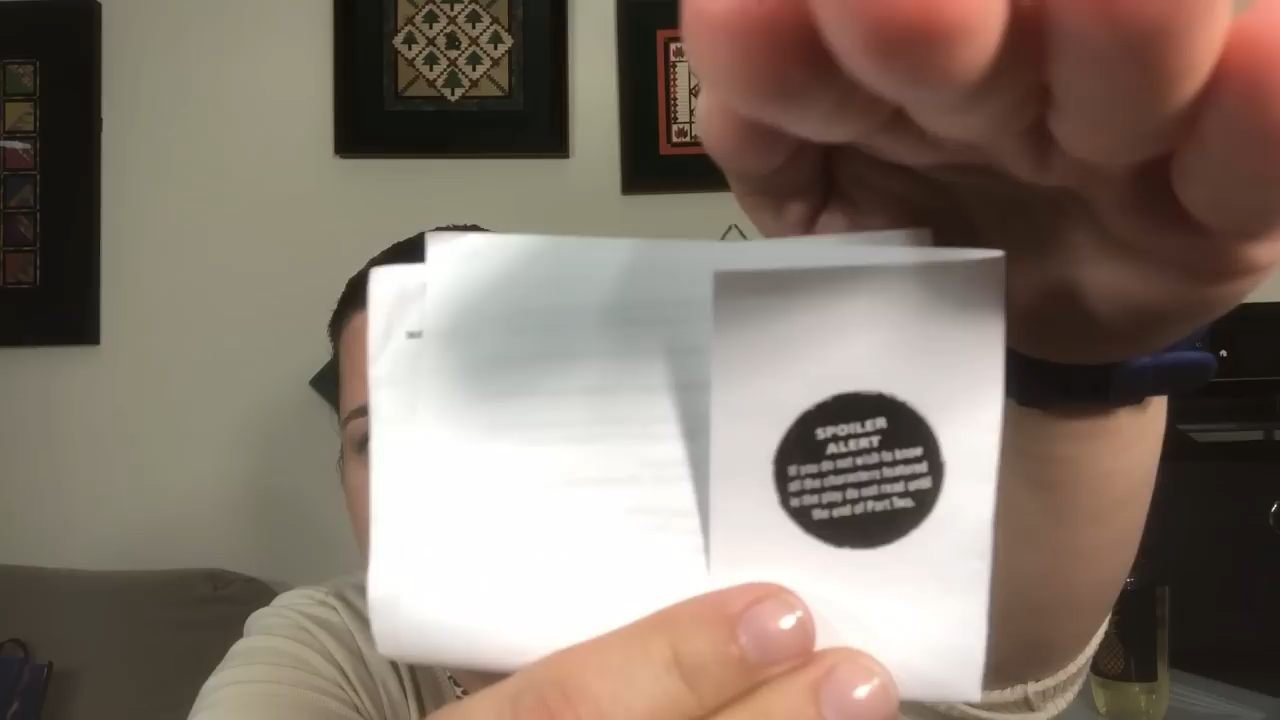 SPOILER
ALERT
If you do not wish to know
all the characters featured
in the play do not read until
the end of Part Two.